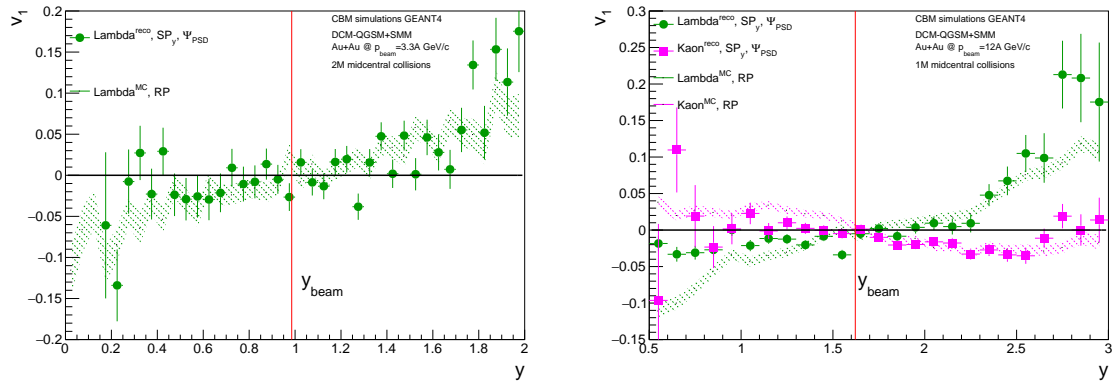 v1
0.2
0.15
0.1
0.05
0
−0.05
−0.1
−0.15
−0.2
0 0.2 0.4 0.6 0.8 1 1.2 1.4 1.6 1.8 2
y
y_beam
Lambda^reco, SP_y, Ψ_PSD
Lambda^MC, RP
CBM simulations GEANT4
DCM-QGSM+SMM
Au+Au @ p_beam=3.3A GeV/c
2M midcentral collisions
v1
0.3
0.25
0.2
0.15
0.1
0.05
0
−0.05
−0.1
−0.15
0.5 1 1.5 2 2.5 3
y
y_beam
Lambda^reco, SP_y, Ψ_PSD
Kaon^reco, SP_y, Ψ_PSD
Lambda^MC, RP
Kaon^MC, RP
CBM simulations GEANT4
DCM-QGSM+SMM
Au+Au @ p_beam=12A GeV/c
1M midcentral collisions